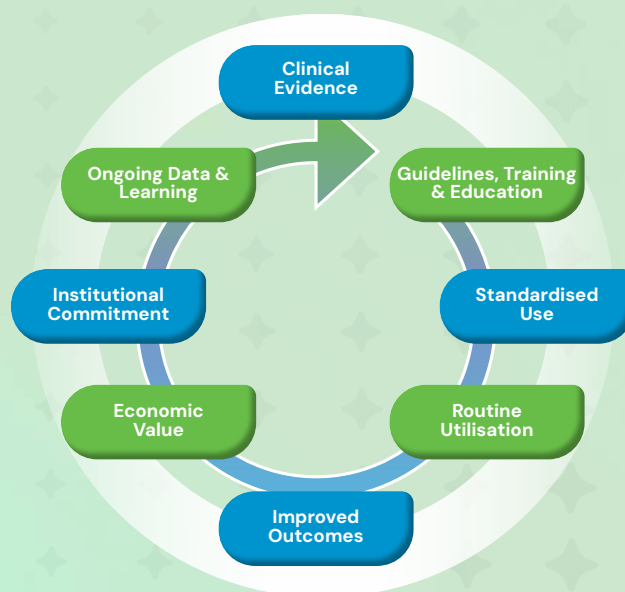 Clinical
Evidence
Guidelines, Training
& Education
Standardised
Use
Routine
Utilisation
Improved
Outcomes
Economic
Value
Institutional
Commitment
Ongoing Data &
Learning